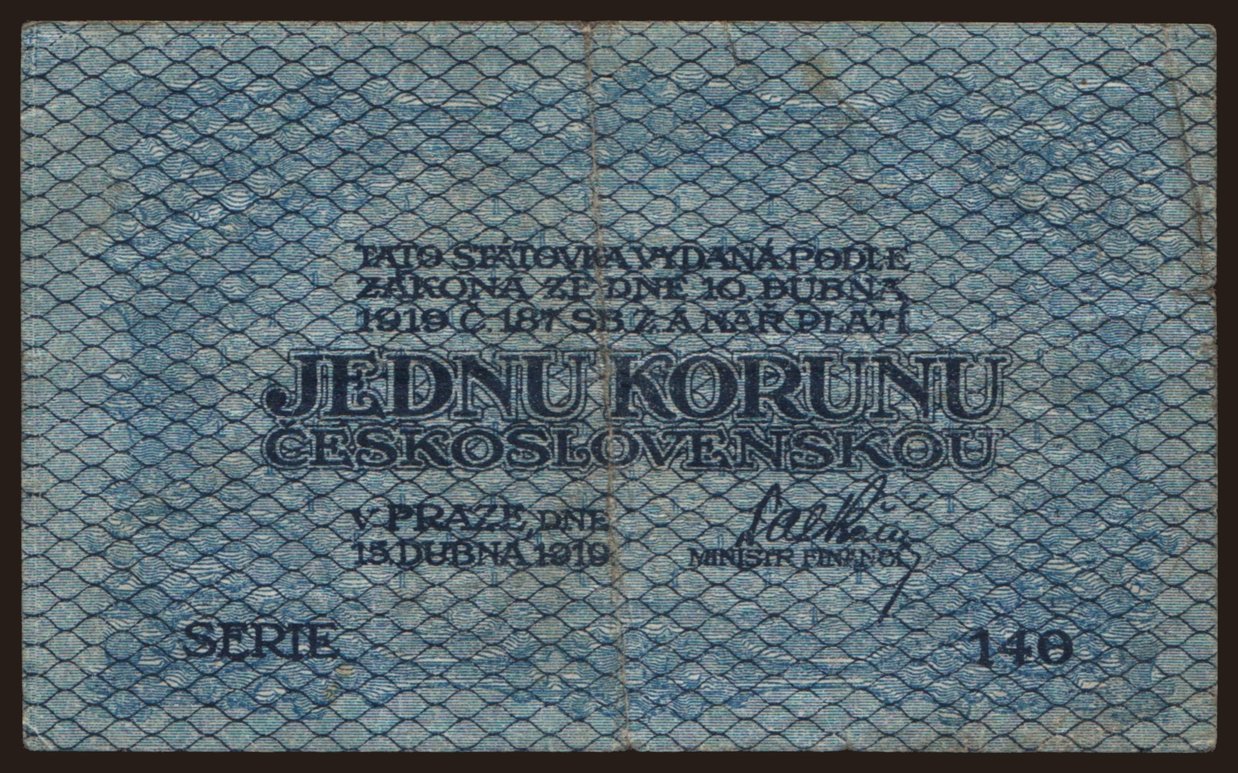 TATO STÁTOVKA VYDANÁ PODLE
ZÁKONA ZE DNE 10. DUBNA
1919 Č. 187 SB. Z. A NAŘ. PLATÍ
JEDNU KORUNU
ČESKOSLOVENSKOU
V PRAZE, DNE
15. DUBNA 1919
MINISTR FINANCÍ
SERIE 140